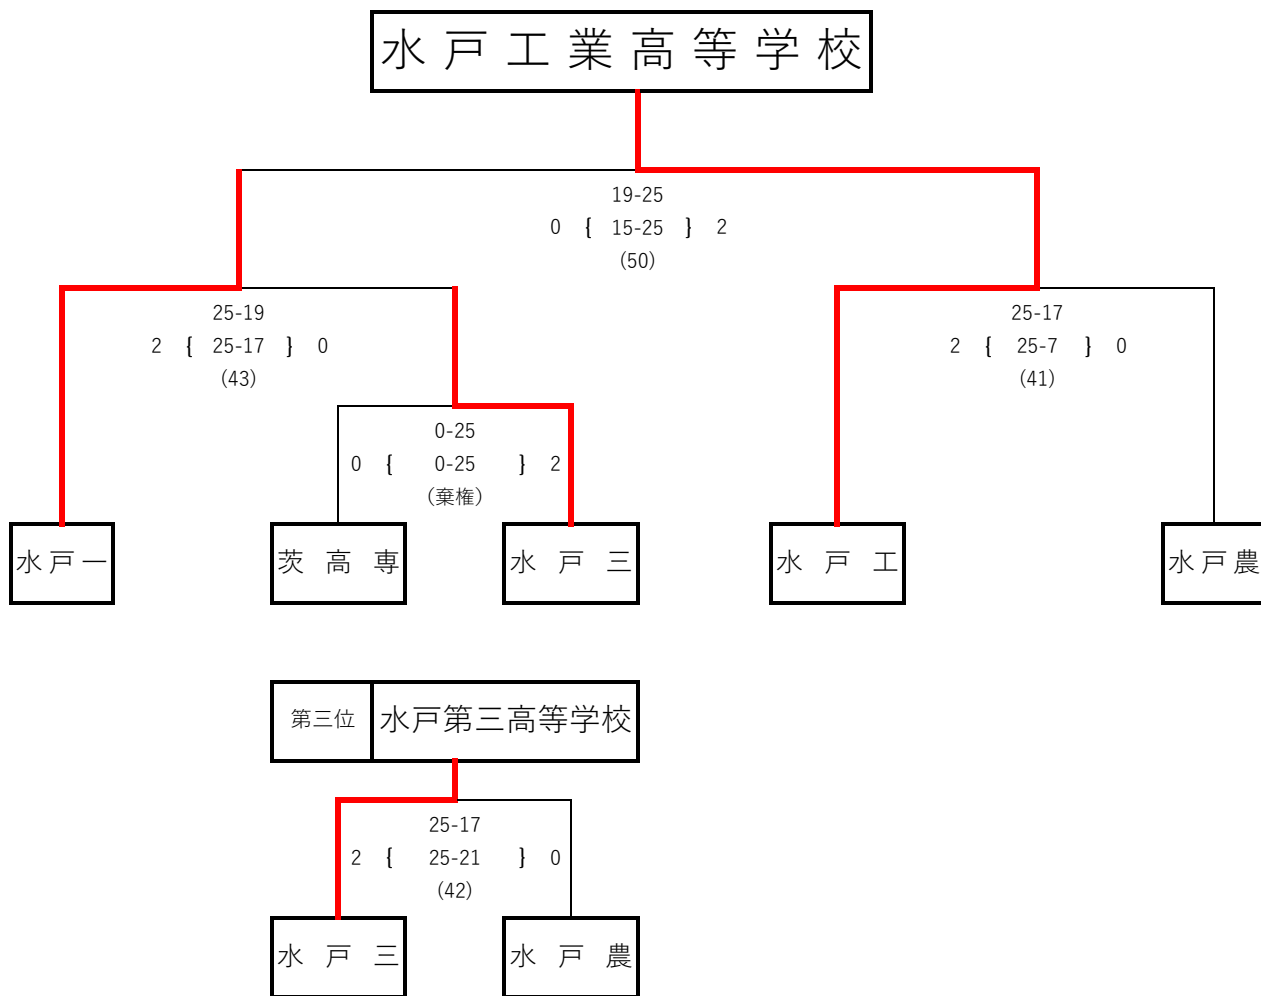 水戸工業高等学校
19-25
0 { 15-25 } 2
(50)
25-19
2 { 25-17 } 0
(43)
25-17
2 { 25-7 } 0
(41)
0-25
0 { 0-25 } 2
(棄権)
水戸一
茨高専
水戸三
水戸工
水戸農
第三位 水戸第三高等学校
25-17
2 { 25-21 } 0
(42)
水戸三
水戸農